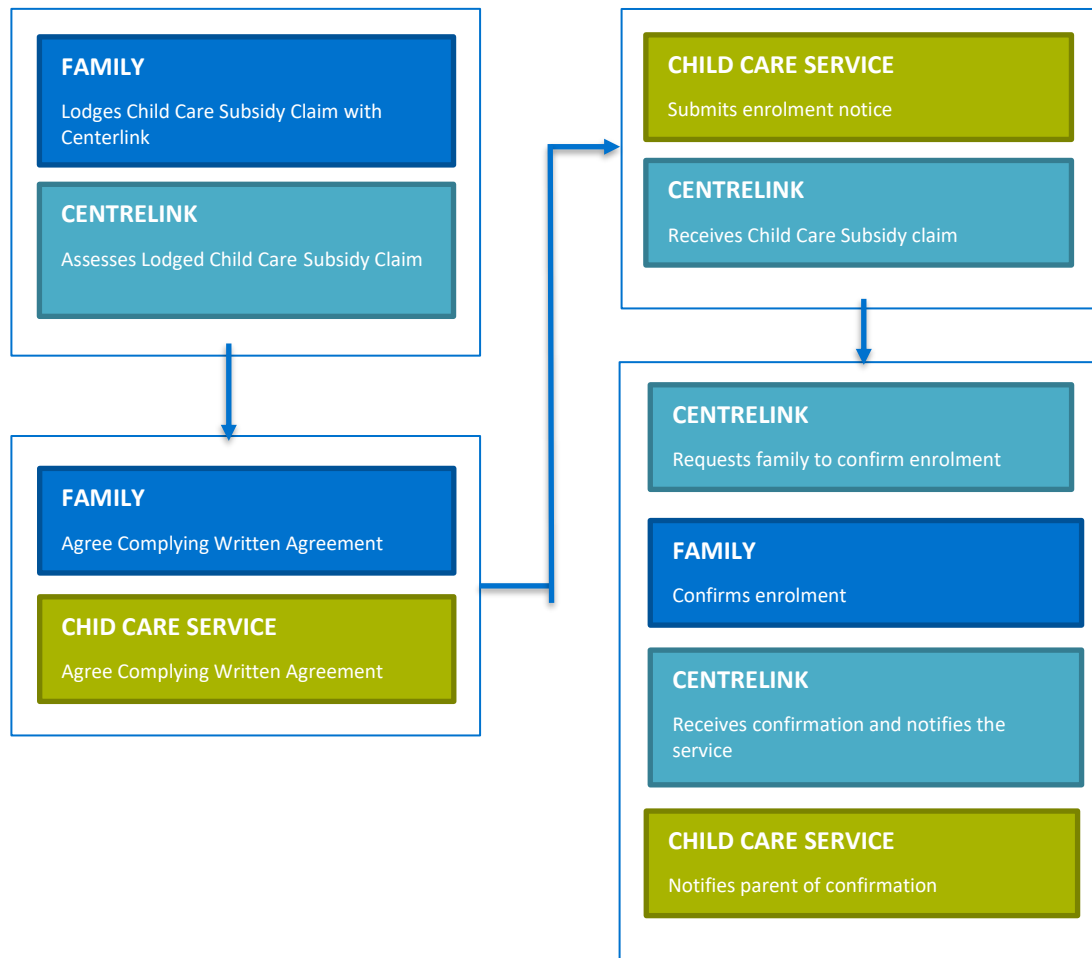 FAMILY
Lodges Child Care Subsidy Claim with
Centerlink
CENTRELINK
Assesses Lodged Child Care Subsidy Claim
FAMILY
Agree Complying Written Agreement
CHID CARE SERVICE
Agree Complying Written Agreement
CHILD CARE SERVICE
Submits enrolment notice
CENTRELINK
Receives Child Care Subsidy claim
CENTRELINK
Requests family to confirm enrolment
FAMILY
Confirms enrolment
CENTRELINK
Receives confirmation and notifies the
service
CHILD CARE SERVICE
Notifies parent of confirmation